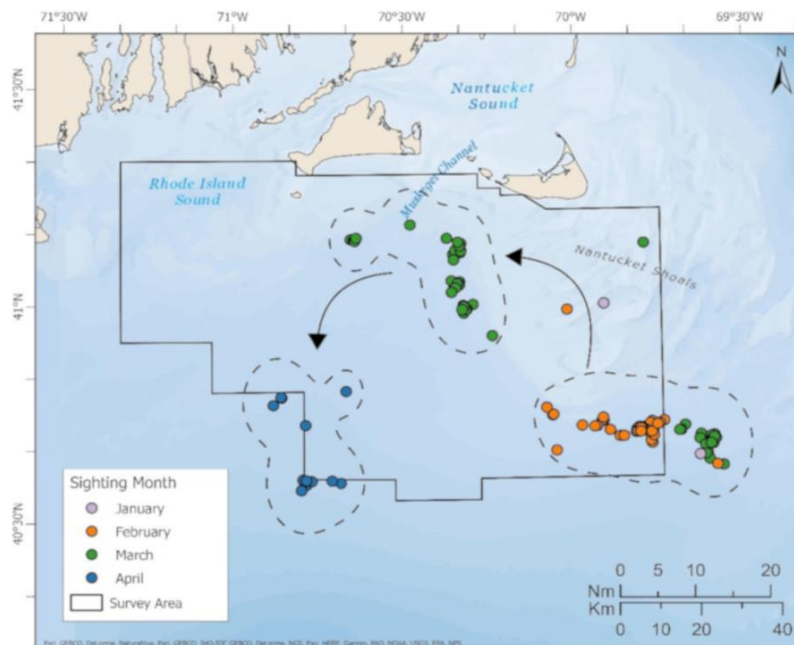 71°30'W
70°30'W
70°W
69°30'W
N
41°30'N
41°N
40°30'N
Nantucket
Sound
Muskeget Channel
Rhode Island
Sound
Nantucket Shoals
Sighting Month
January
February
March
April
Survey Area
0 5 10 20
Nm
Km
0 20 40